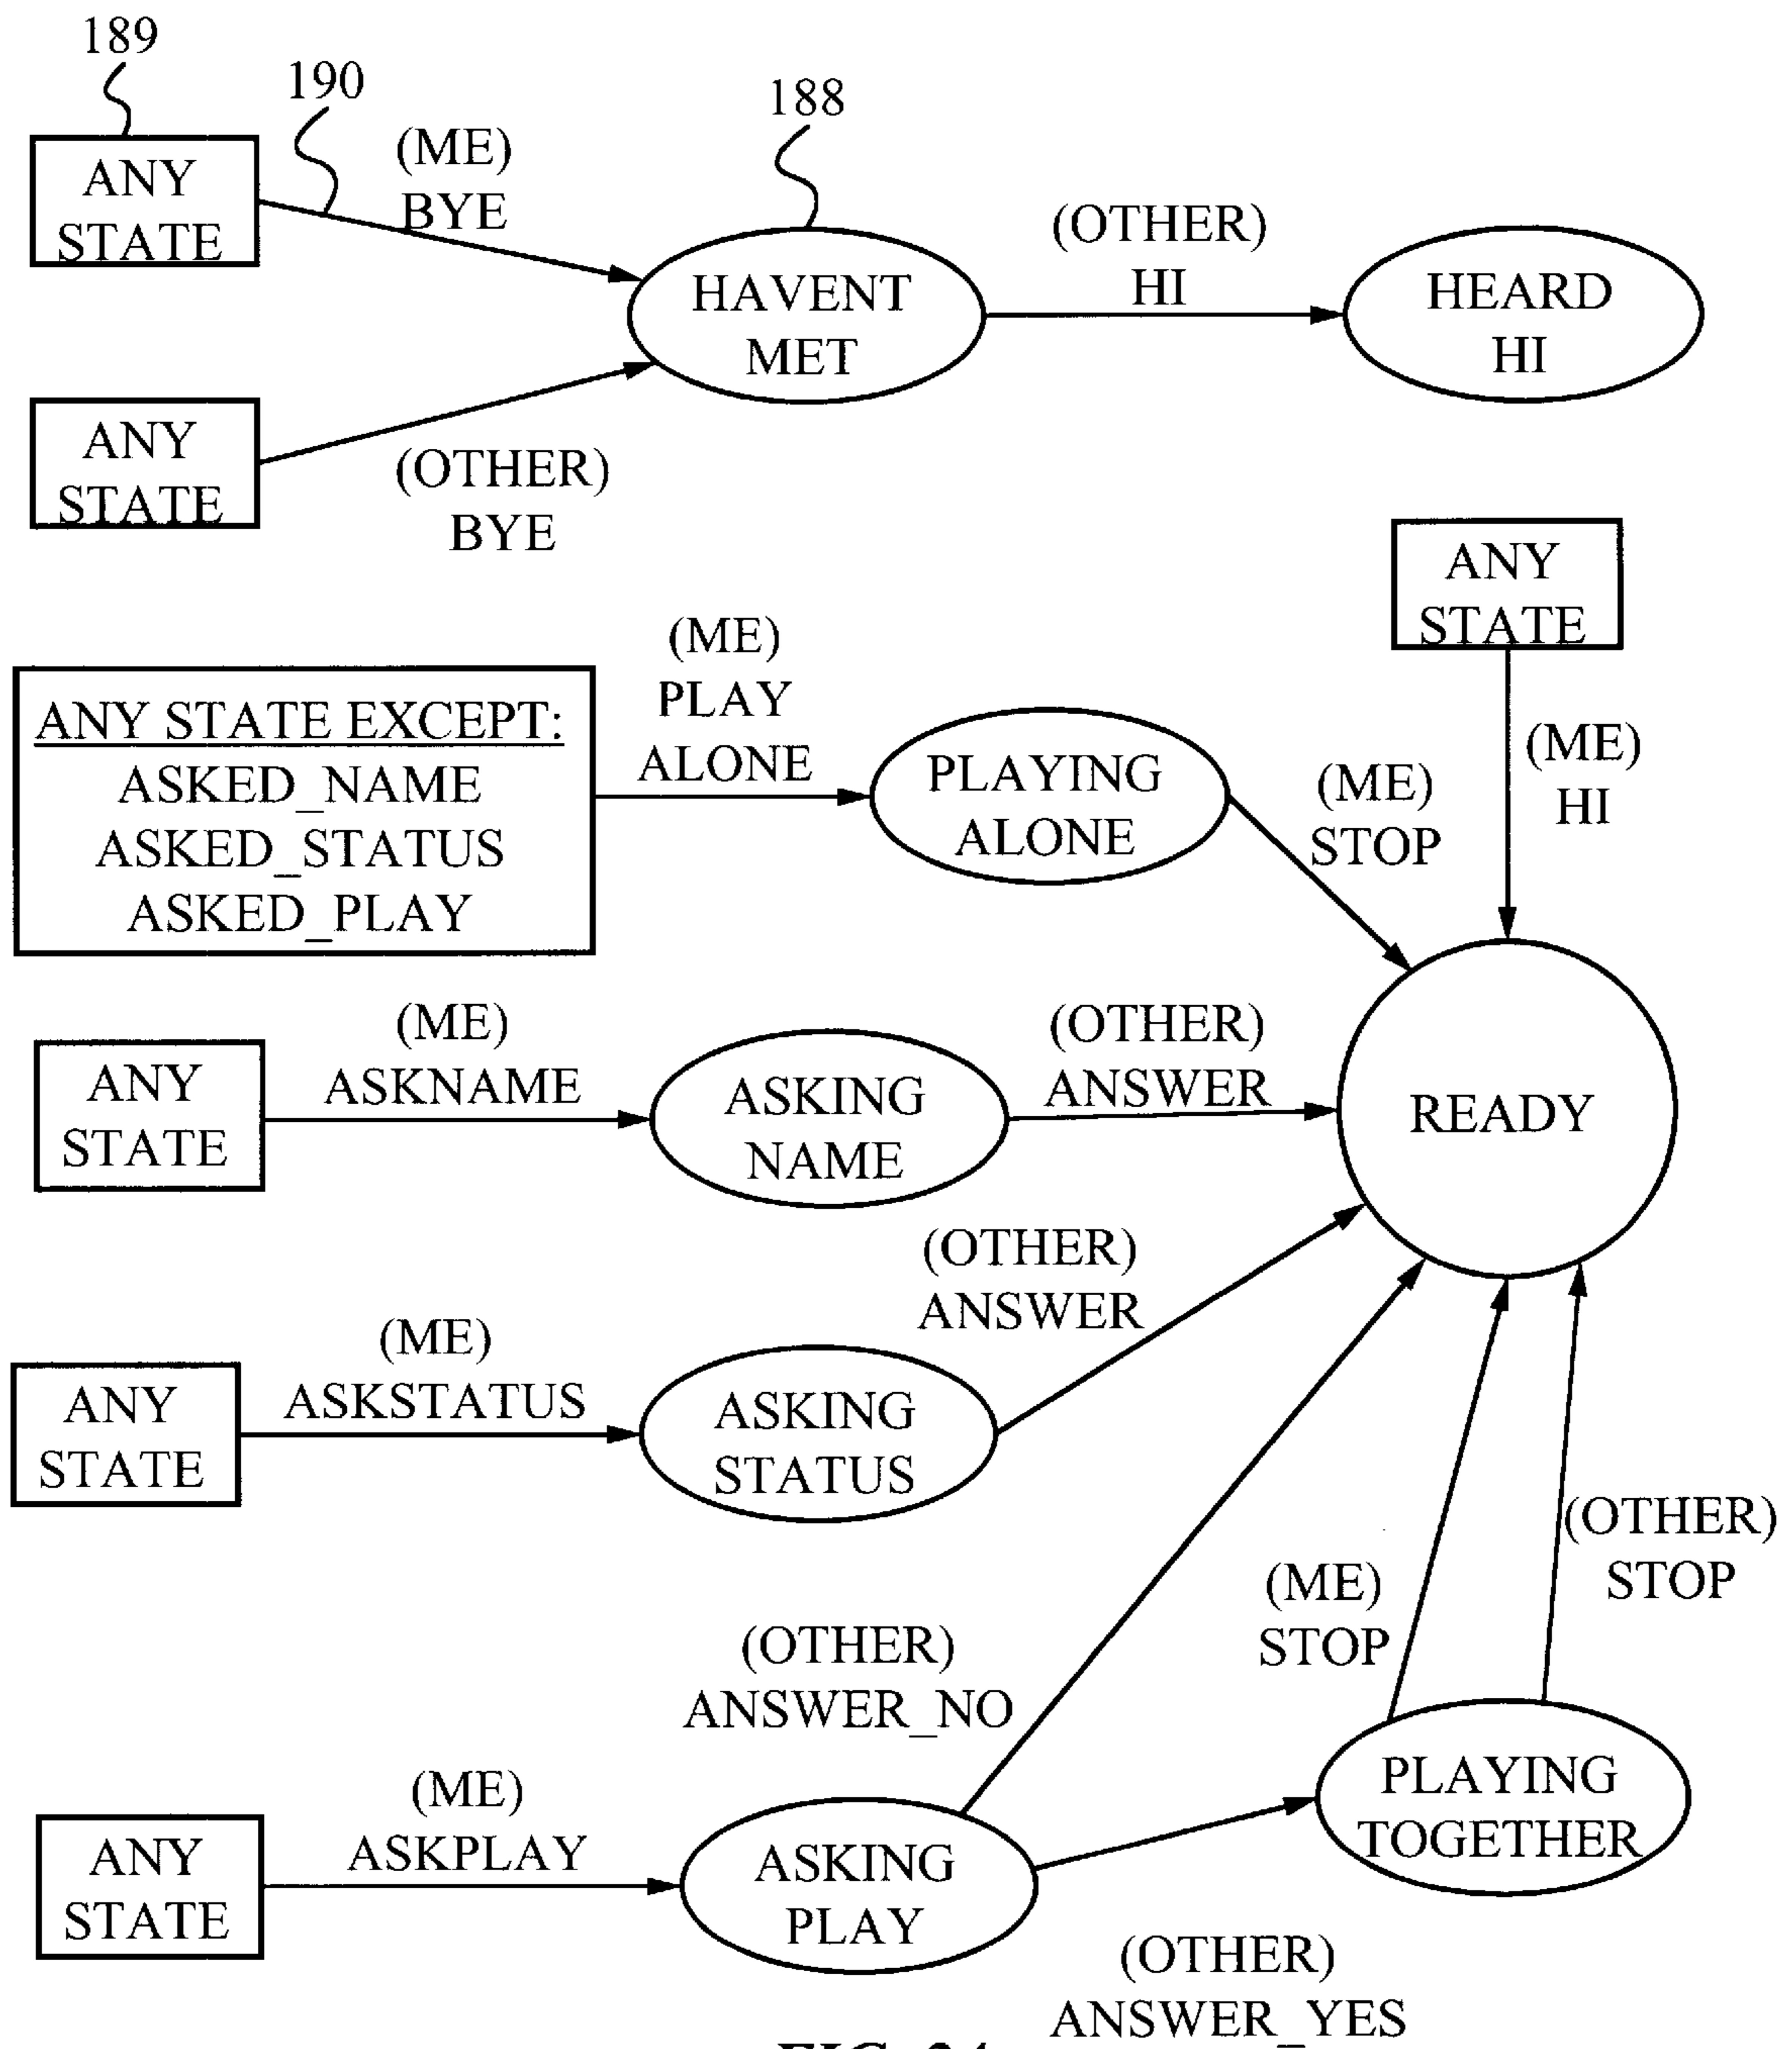 189
190
188
ANY
STATE
(ME)
BYE
HAVENT
MET
(OTHER)
HI
HEARD
HI
ANY
STATE
(OTHER)
BYE
ANY
STATE
(ME)
HI
ANY STATE EXCEPT:
ASKED_NAME
ASKED_STATUS
ASKED_PLAY
(ME)
PLAY
ALONE
PLAYING
ALONE
(ME)
STOP
ANY
STATE
(ME)
ASKNAME
ASKING
NAME
(OTHER)
ANSWER
READY
ANY
STATE
(ME)
ASKSTATUS
ASKING
STATUS
(OTHER)
ANSWER
ANY
STATE
(ME)
ASKPLAY
ASKING
PLAY
(OTHER)
ANSWER_NO
(ME)
STOP
(OTHER)
STOP
PLAYING
TOGETHER
(OTHER)
ANSWER_YES